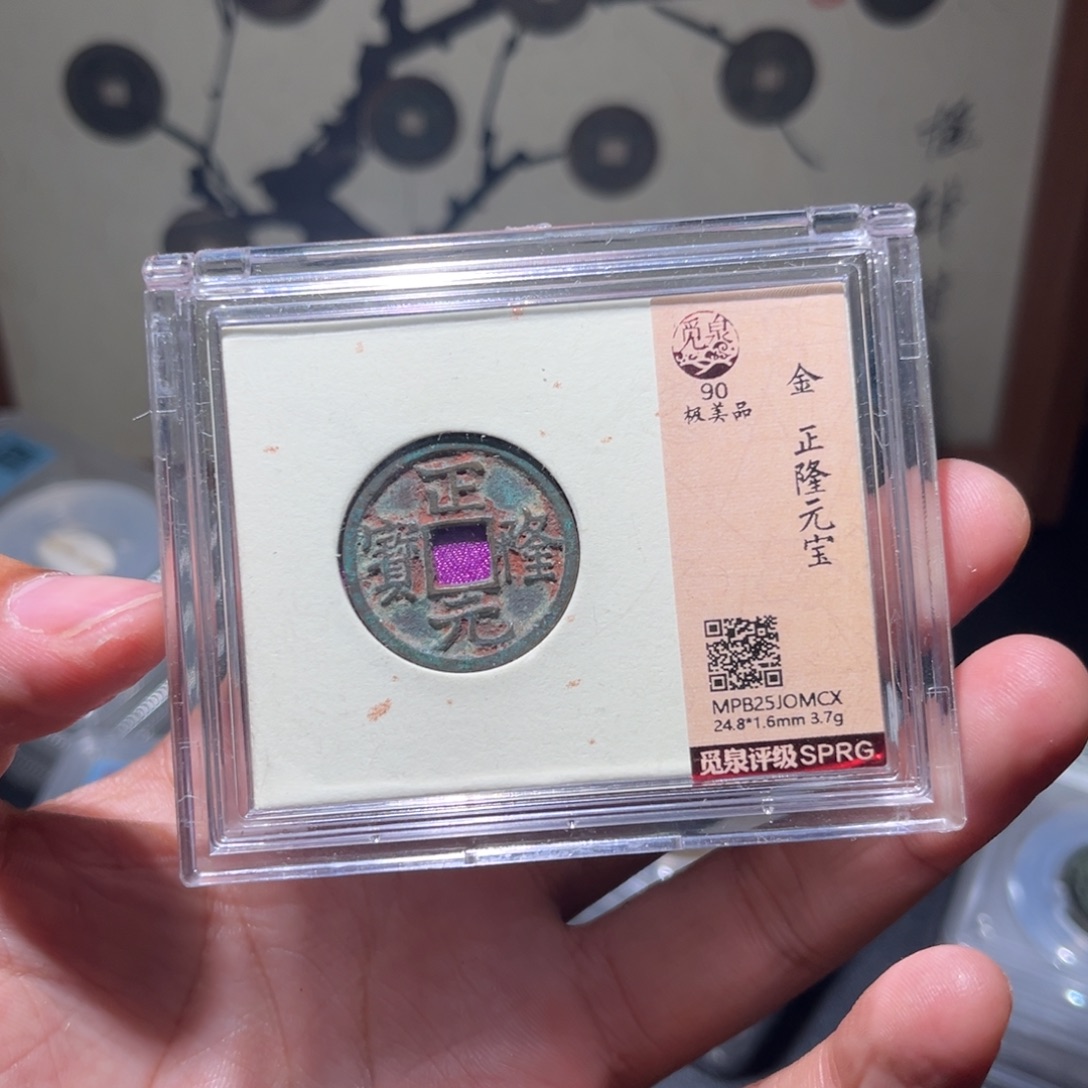 正
隆
元
寶
觅泉
90
极美品
金 正隆元宝
MPB25JOMCX
24.8*1.6mm 3.7g
觅泉评级SPRG